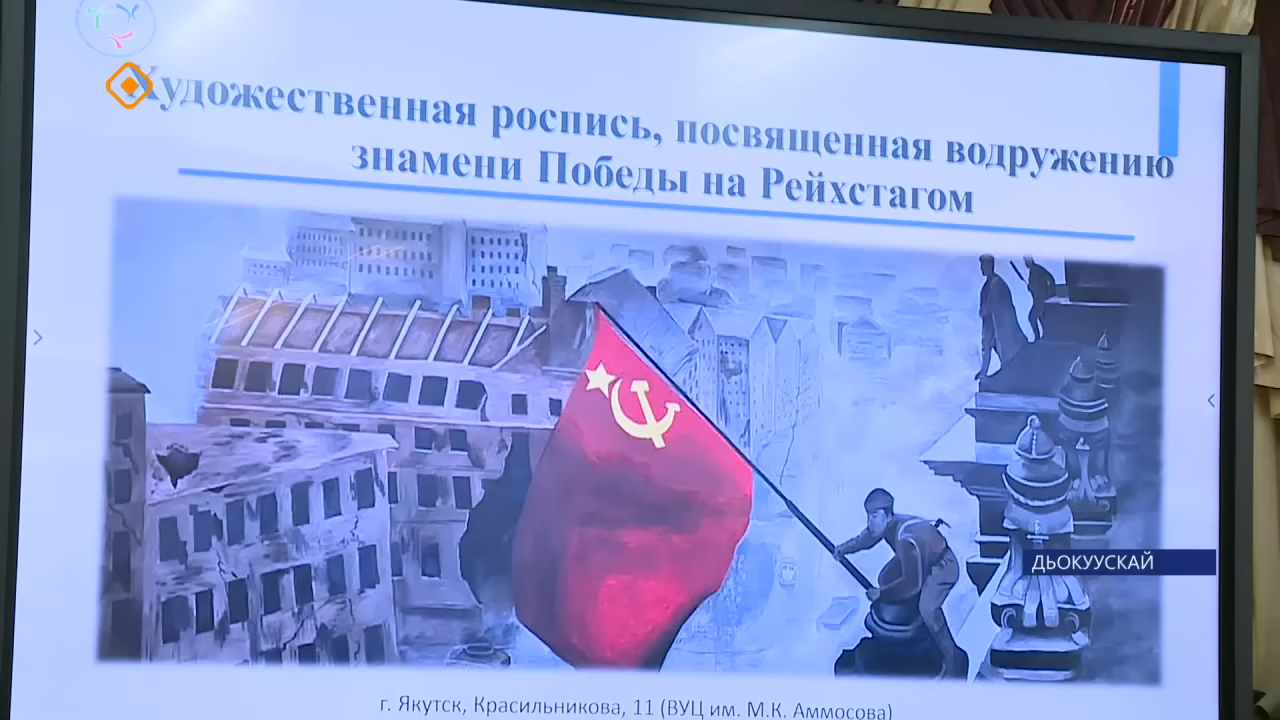 Художественная роспись, посвященная водружению
знамени Победы на Рейхстагом
ДЬОКУУСКАЙ
г. Якутск, Красильникова, 11 (ВУЦ им. М.К. Аммосова)